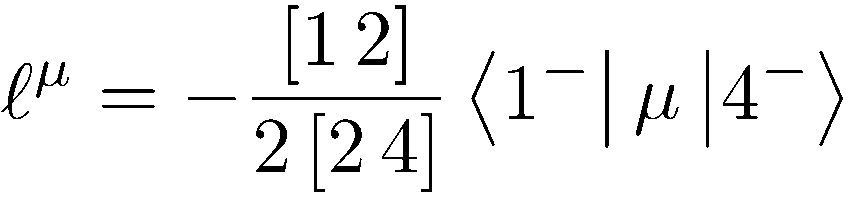 ℓ^μ = − [1 2] / (2 [2 4]) ⟨1⁻| μ |4⁻⟩